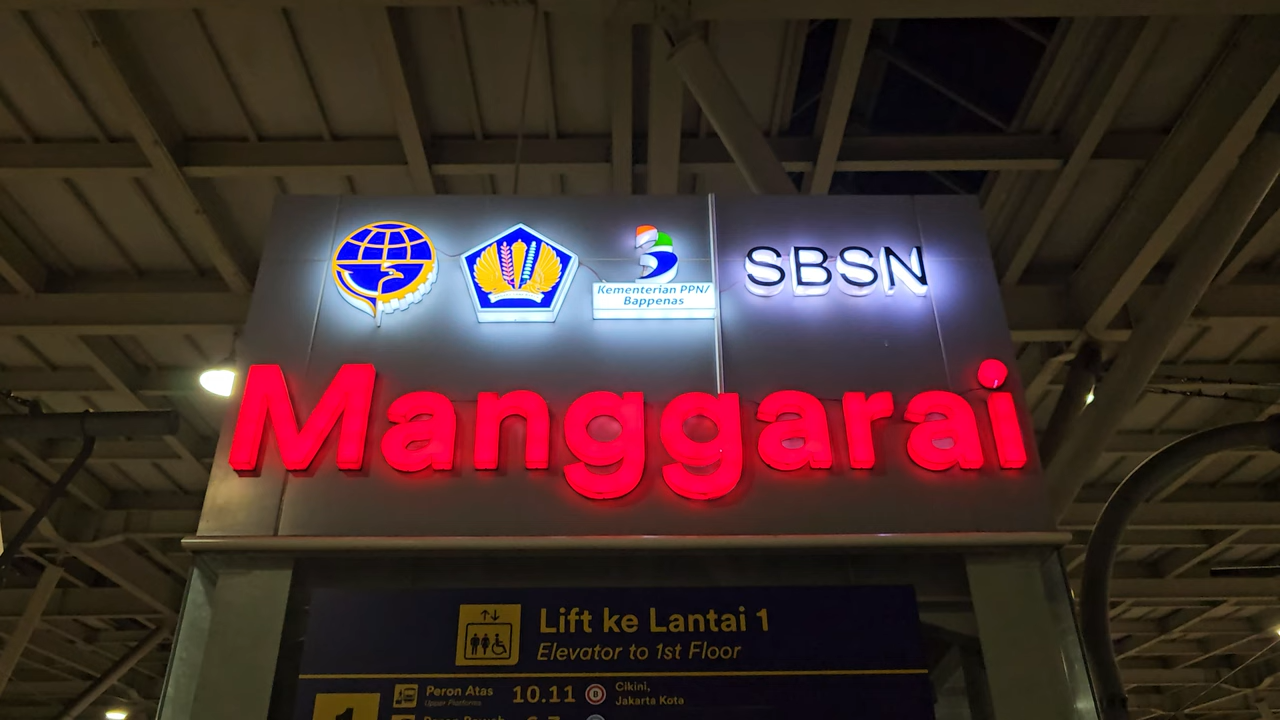 Kementerian PPN/
Bappenas
SBSN
Manggarai
Lift ke Lantai 1
Elevator to 1st Floor
1
Peron Atas
Upper Platforms
10.11
B
Cikini,
Jakarta Kota